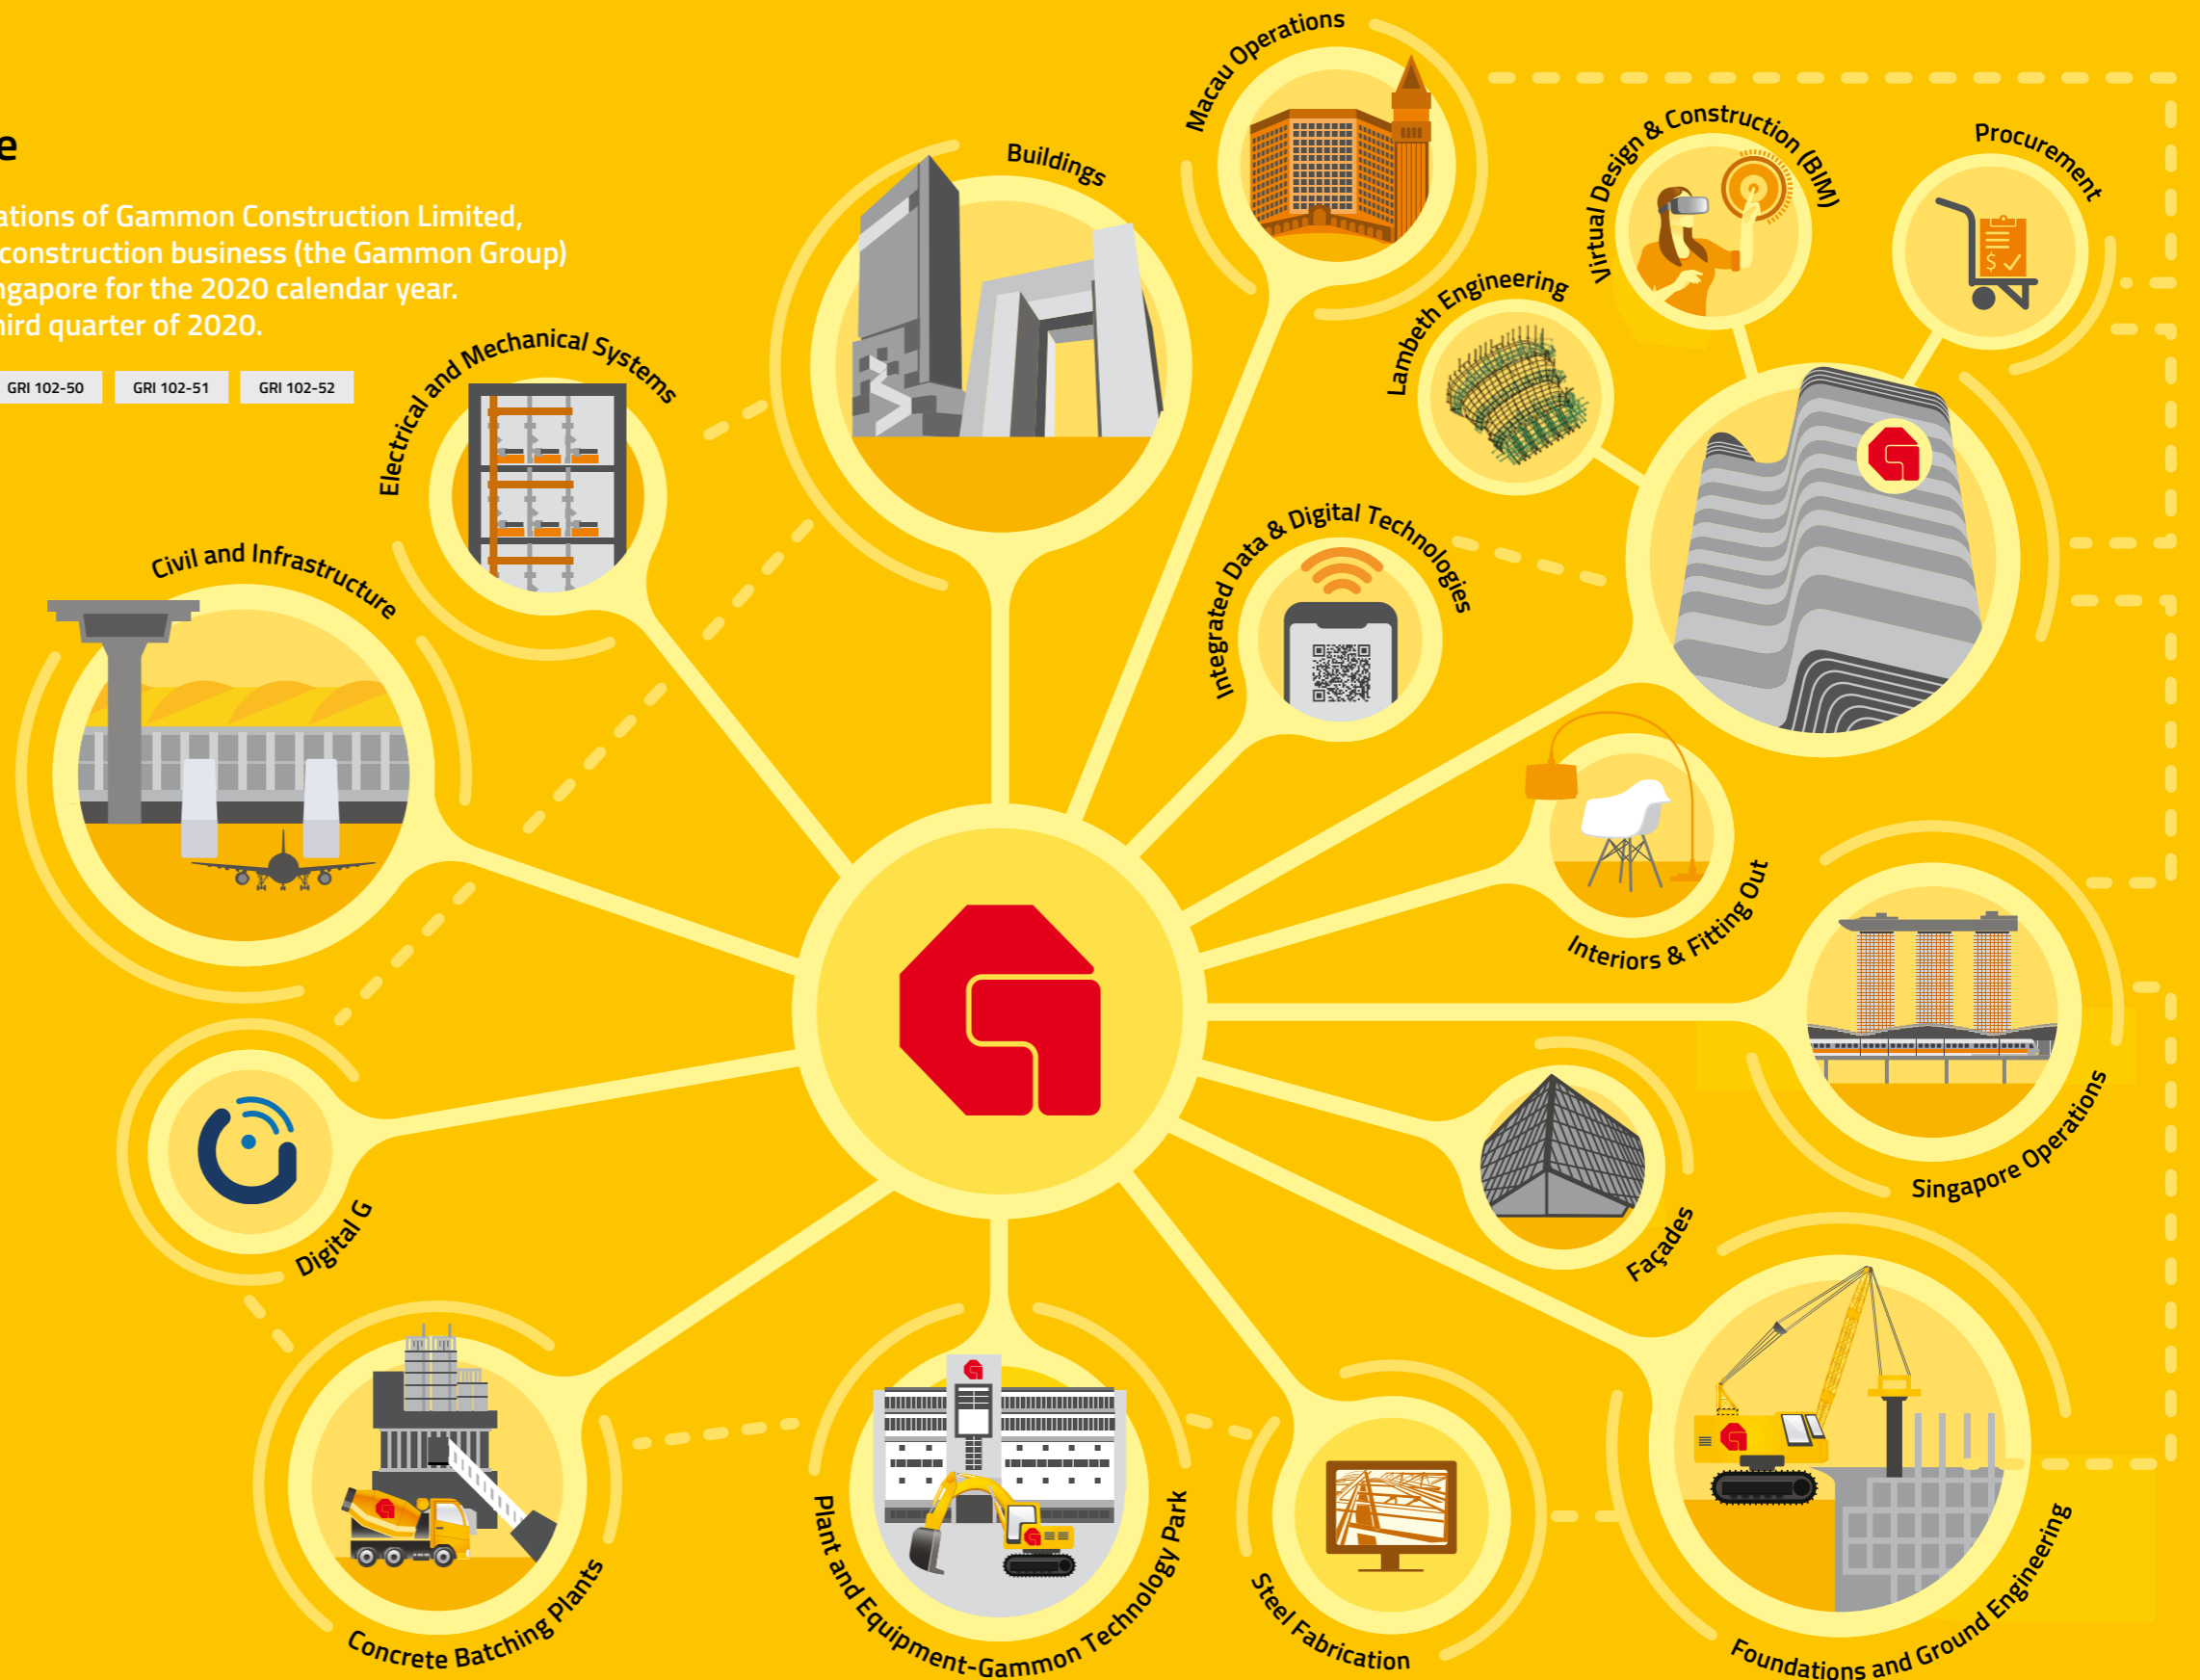 e
ations of Gammon Construction Limited,
construction business (the Gammon Group)
ngapore for the 2020 calendar year.
hird quarter of 2020.
GRI 102-50
GRI 102-51
GRI 102-52
Macau Operations
Buildings
Virtual Design & Construction (BIM)
Procurement
Lambeth Engineering
Electrical and Mechanical Systems
Integrated Data & Digital Technologies
Civil and Infrastructure
Interiors & Fitting Out
Singapore Operations
Façades
Digital G
Concrete Batching Plants
Plant and Equipment-Gammon Technology Park
Steel Fabrication
Foundations and Ground Engineering